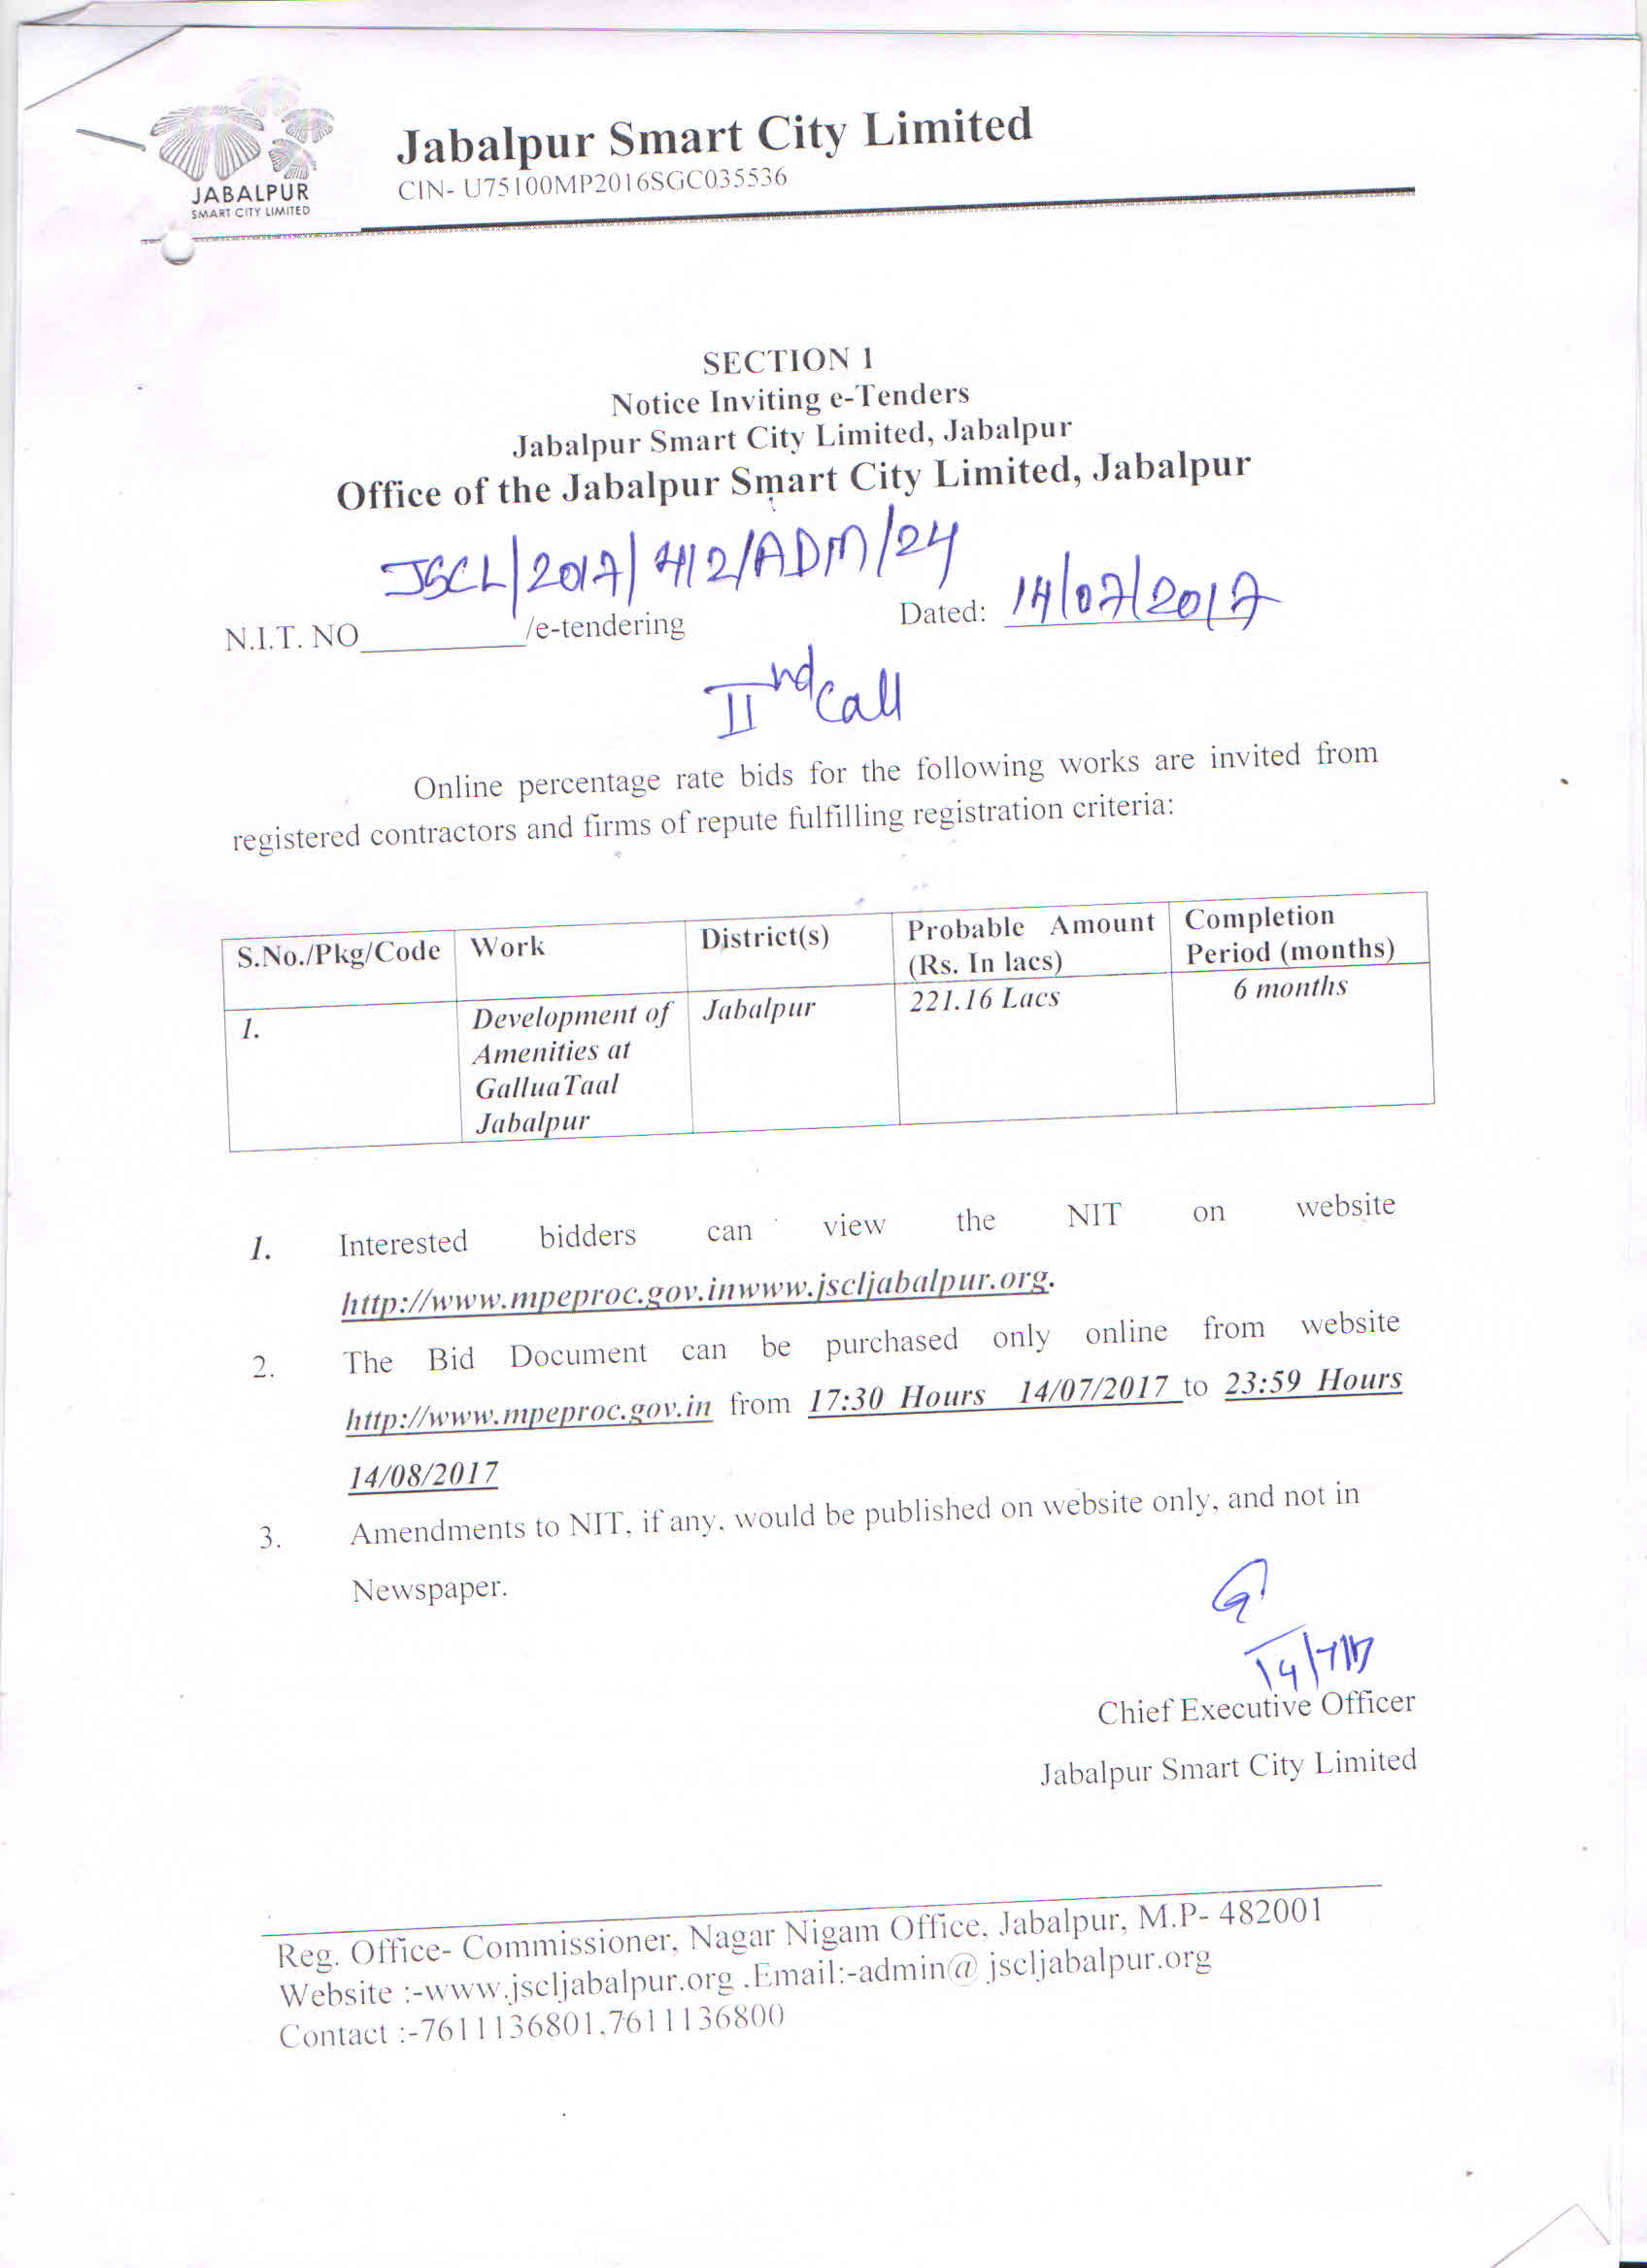 JABALPUR
SMART CITY LIMITED
Jabalpur Smart City Limited
CIN- U75100MP2016SGC035536
SECTION 1
Notice Inviting e-Tenders
Jabalpur Smart City Limited, Jabalpur
Office of the Jabalpur Smart City Limited, Jabalpur
JSCL/2017/412/ADM/24
N.I.T. NO__________/e-tendering Dated: 14/07/2017
IInd Call
Online percentage rate bids for the following works are invited from
registered contractors and firms of repute fulfilling registration criteria:
S.No./Pkg/Code Work District(s) Probable Amount (Rs. In lacs) Completion Period (months)
1. Development of Amenities at GalluaTaal Jabalpur Jabalpur 221.16 Lacs 6 months
1. Interested bidders can view the NIT on website
http://www.mpeproc.gov.inwww.jscljabalpur.org.
2. The Bid Document can be purchased only online from website
http://www.mpeproc.gov.in from 17:30 Hours 14/07/2017 to 23:59 Hours
14/08/2017
3. Amendments to NIT, if any, would be published on website only, and not in
Newspaper.
14/7/17
Chief Executive Officer
Jabalpur Smart City Limited
Reg. Office- Commissioner, Nagar Nigam Office, Jabalpur, M.P- 482001
Website :-www.jscljabalpur.org .Email:-admin@ jscljabalpur.org
Contact :-7611136801,7611136800